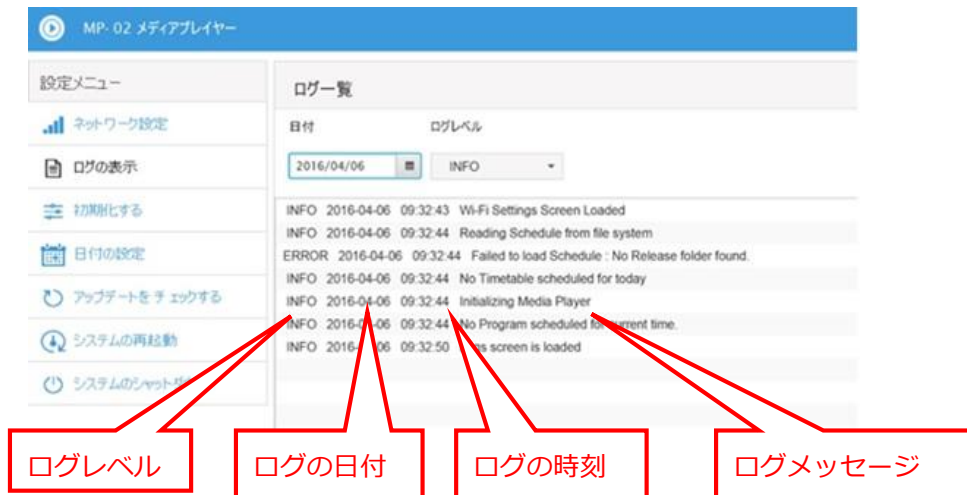 MP- 02 メディアプレイヤー
設定メニュー
ネットワーク設定
ログの表示
初期化する
日付の設定
アップデートを チ ェックする
システムの再起動
システムのシャット
ログ一覧
日付 ログレベル
2016/04/06 INFO
INFO 2016-04-06 09:32:43 Wi-Fi Settings Screen Loaded
INFO 2016-04-06 09:32:44 Reading Schedule from file system
ERROR 2016-04-06 09:32:44 Failed to load Schedule : No Release folder found.
INFO 2016-04-06 09:32:44 No Timetable scheduled for today
INFO 2016-04-06 09:32:44 Initializing Media Player
INFO 09:32:44 No Program scheduled for current time.
INFO 09:32:50 screen is loaded
ログレベル
ログの日付
ログの時刻
ログメッセージ